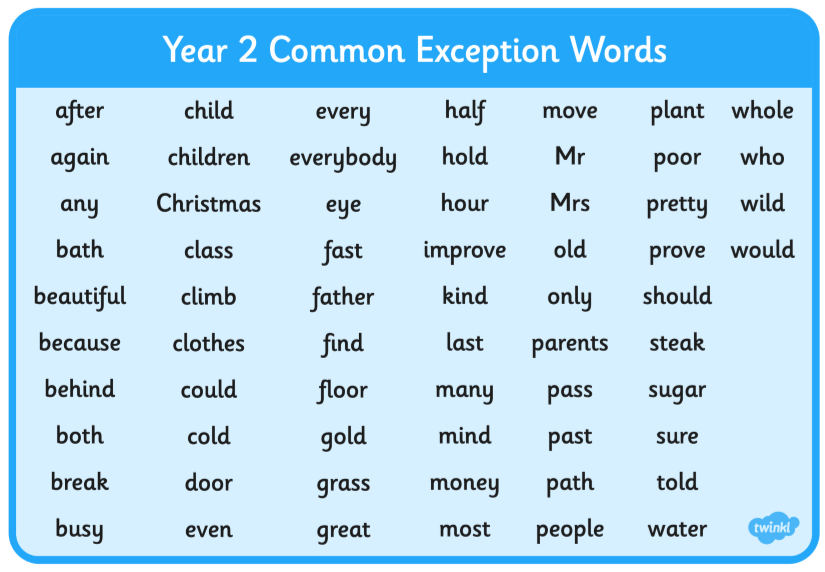 Year 2 Common Exception Words
after child every half move plant whole
again children everybody hold Mr poor who
any Christmas eye hour Mrs pretty wild
bath class fast improve old prove would
beautiful climb father kind only should
because clothes find last parents steak
behind could floor many pass sugar
both cold gold mind past sure
break door grass money path told
busy even great most people water
twinkl